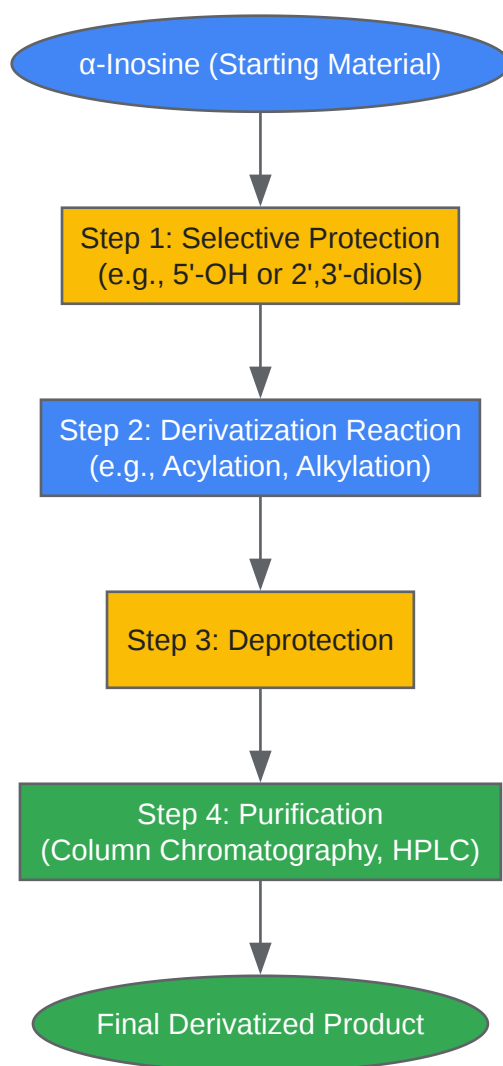 α-Inosine (Starting Material)
Step 1: Selective Protection
(e.g., 5'-OH or 2',3'-diols)
Step 2: Derivatization Reaction
(e.g., Acylation, Alkylation)
Step 3: Deprotection
Step 4: Purification
(Column Chromatography, HPLC)
Final Derivatized Product